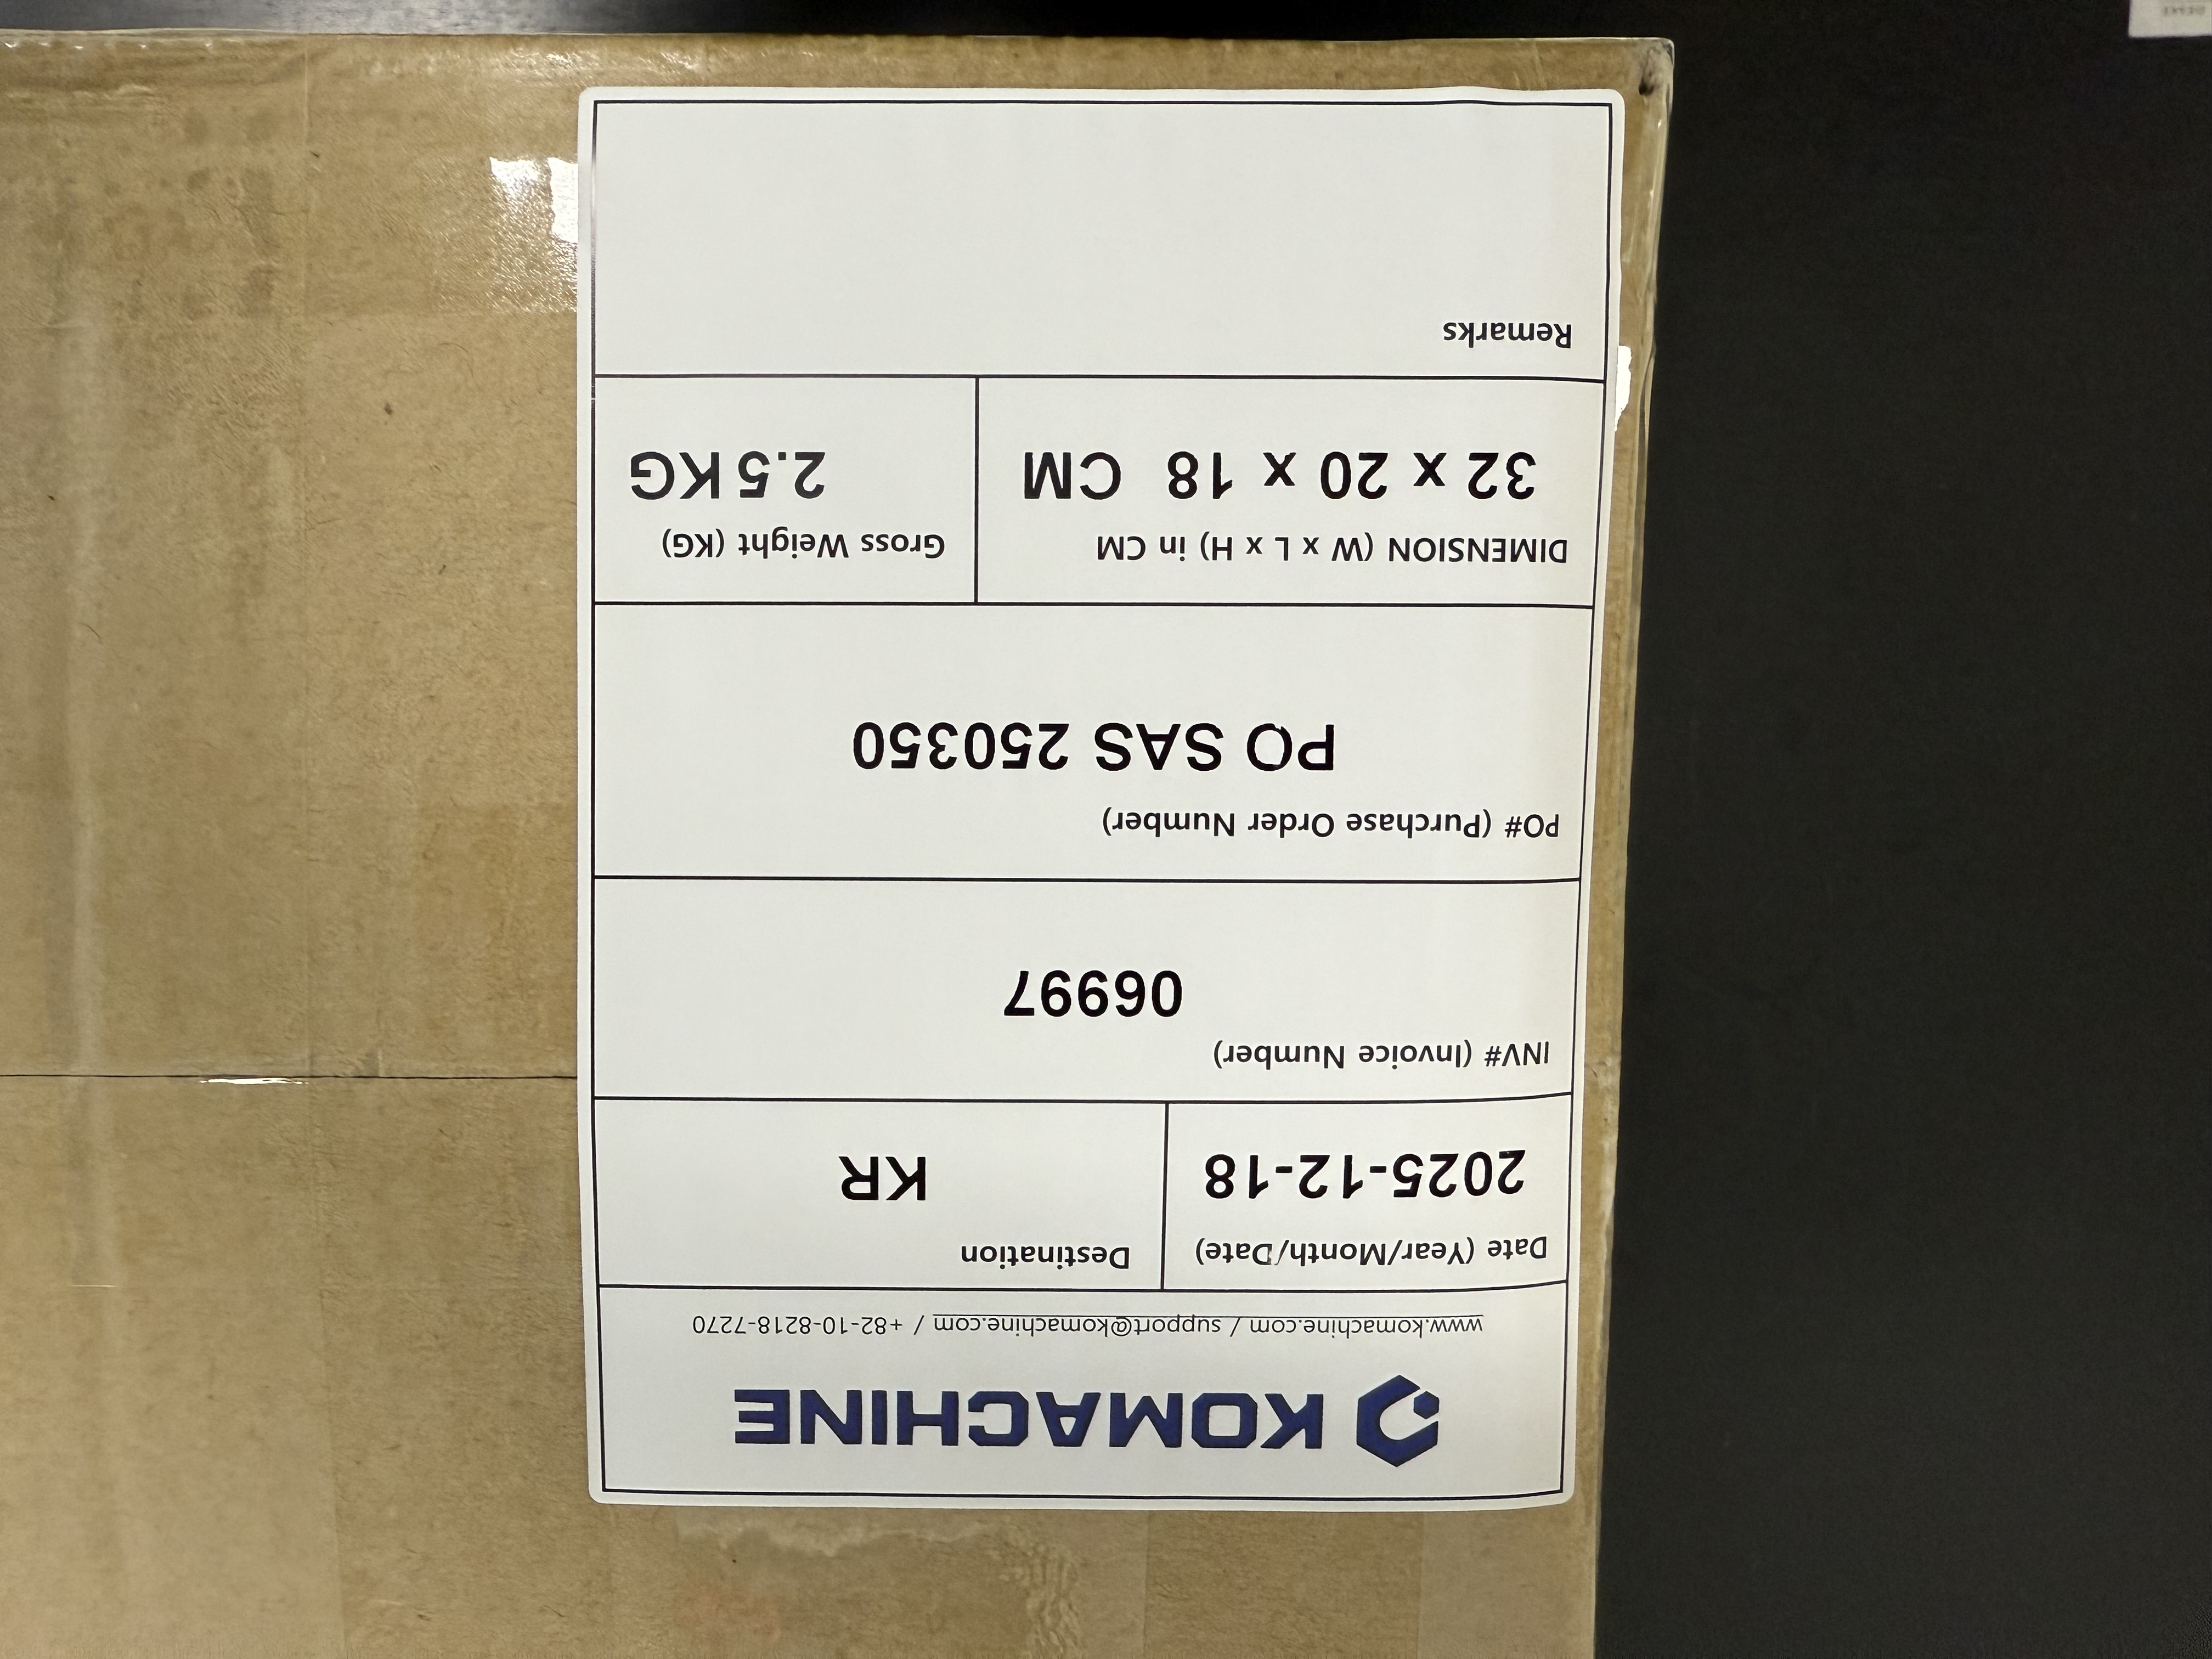 KOMACHINE
www.komachine.com / support@komachine.com / +82-10-8218-7270
Date (Year/Month/Date)
2025-12-18
Destination
KR
INV# (Invoice Number)
06997
PO# (Purchase Order Number)
PO SAS 250350
DIMENSION (W x L x H) in CM
32 x 20 x 18 CM
Gross Weight (KG)
2.5 KG
Remarks